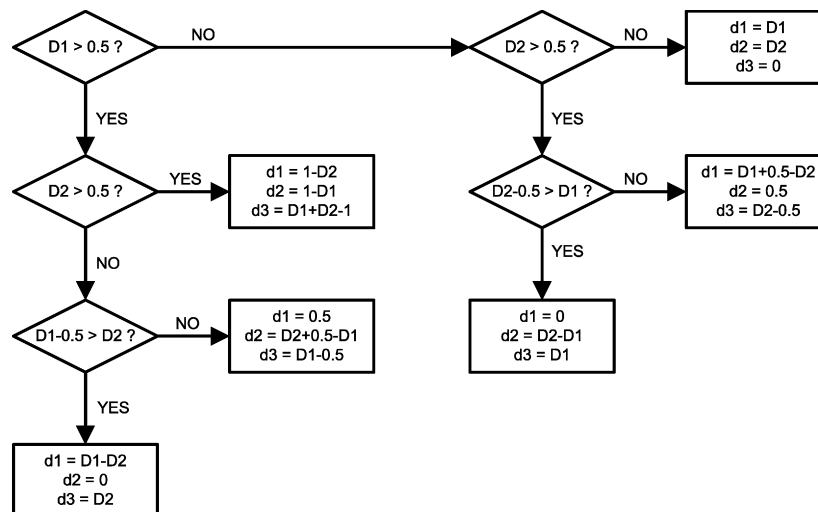 D1 > 0.5 ?
NO
D2 > 0.5 ?
NO
d1 = D1
d2 = D2
d3 = 0
YES
YES
D2 > 0.5 ?
YES
d1 = 1-D2
d2 = 1-D1
d3 = D1+D2-1
D2-0.5 > D1 ?
NO
d1 = D1+0.5-D2
d2 = 0.5
d3 = D2-0.5
NO
YES
D1-0.5 > D2 ?
NO
d1 = 0.5
d2 = D2+0.5-D1
d3 = D1-0.5
d1 = 0
d2 = D2-D1
d3 = D1
YES
d1 = D1-D2
d2 = 0
d3 = D2